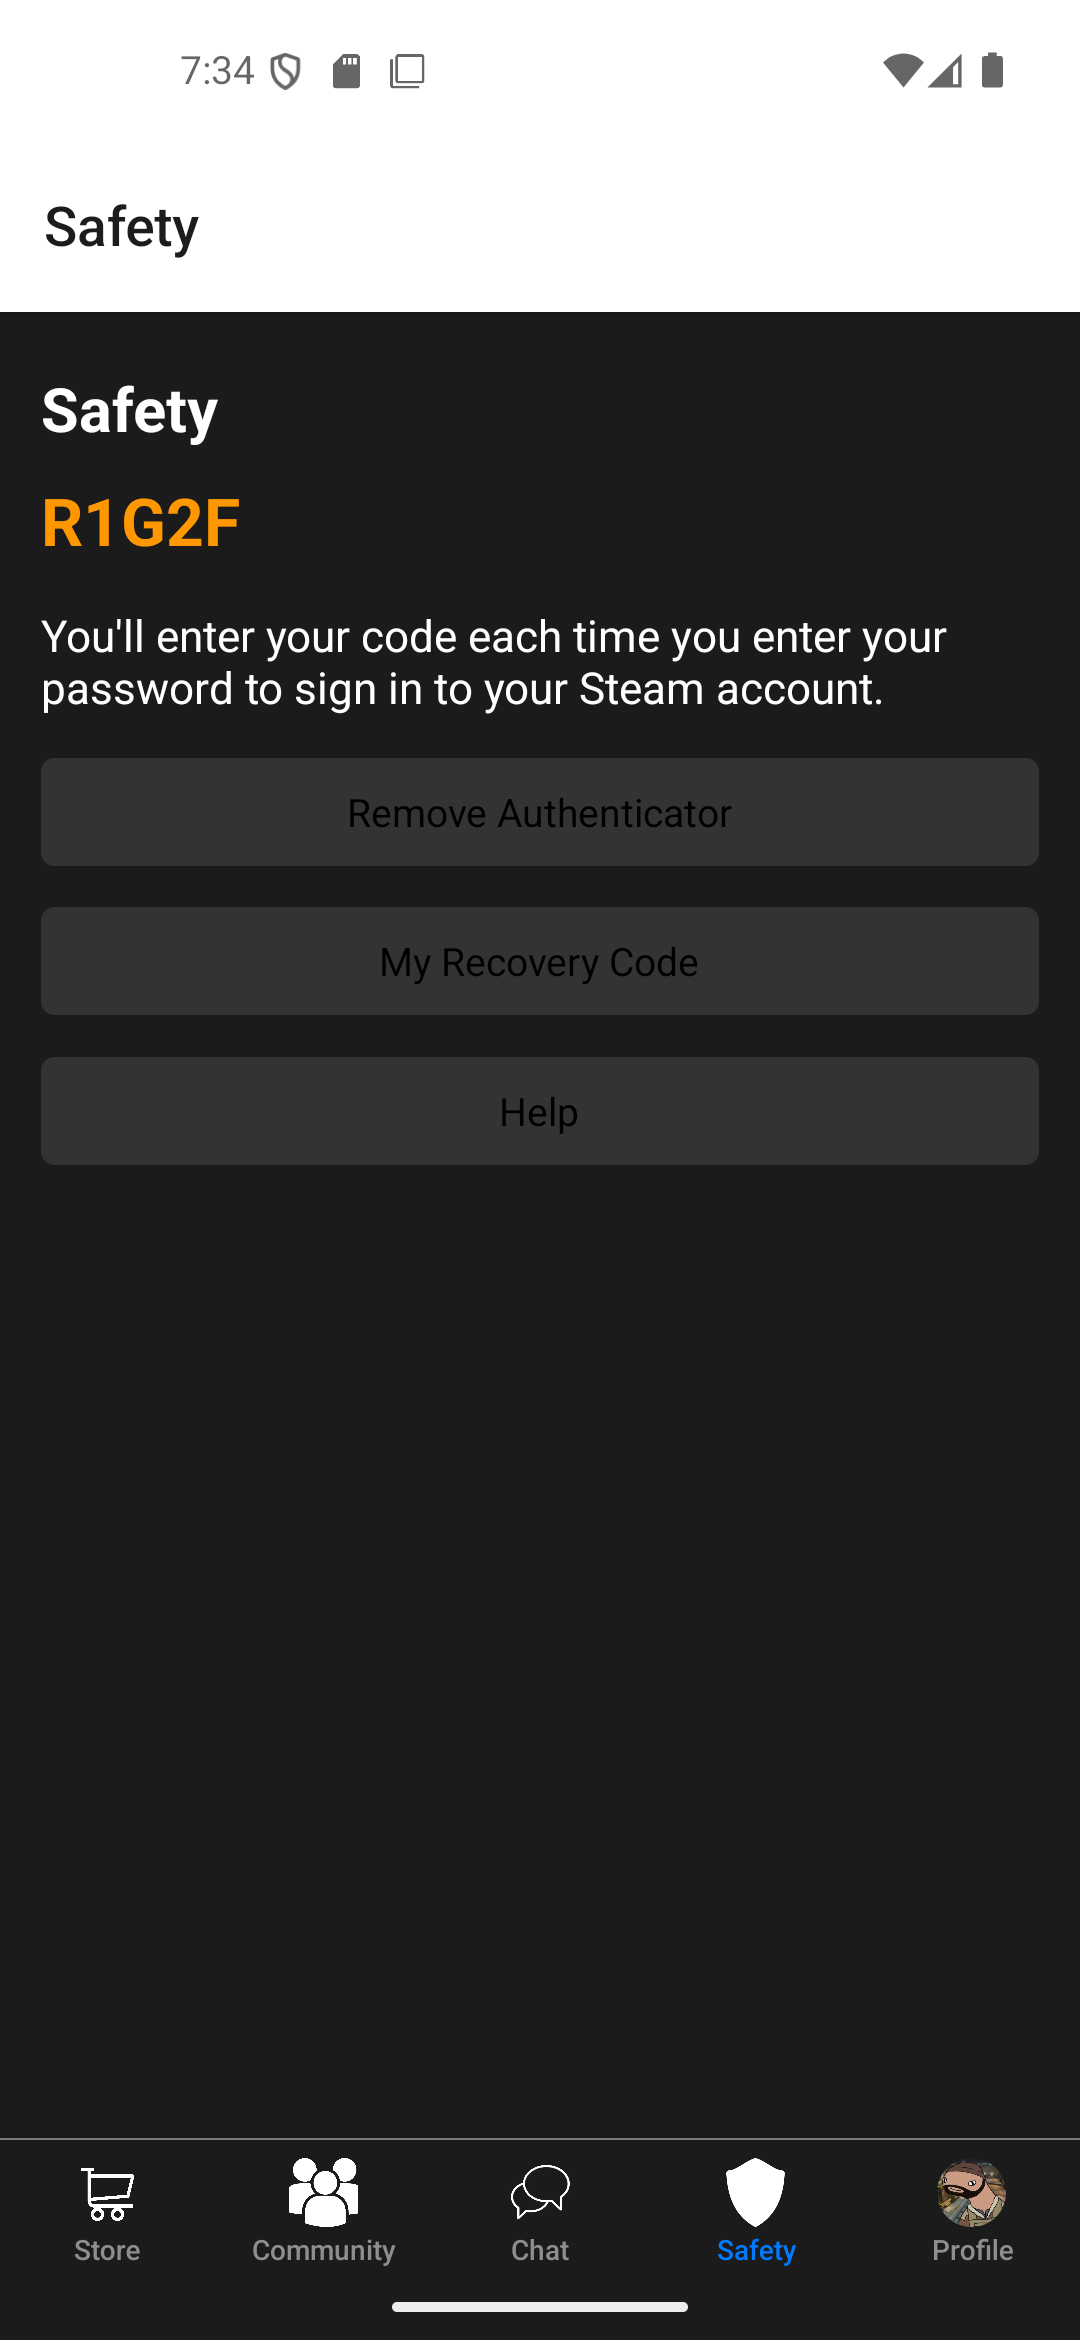 7:34
Safety
Safety
R1G2F
You'll enter your code each time you enter your
password to sign in to your Steam account.
Remove Authenticator
My Recovery Code
Help
Store
Community
Chat
Safety
Profile